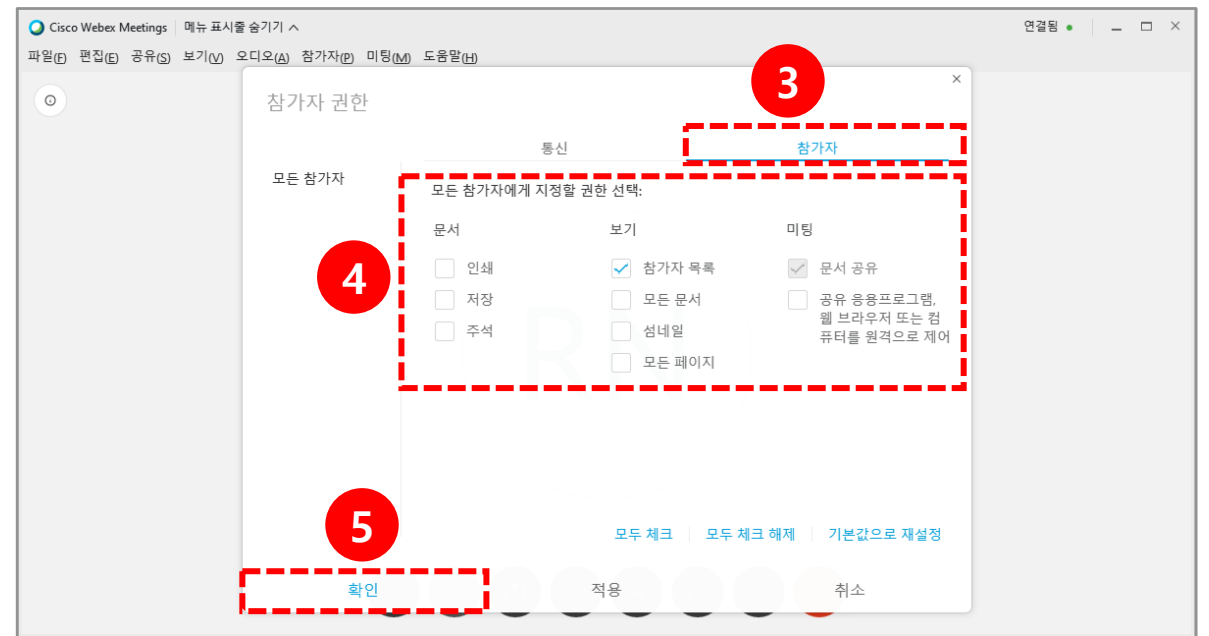 Cisco Webex Meetings 메뉴 표시줄 숨기기 연결됨
파일(F) 편집(E) 공유(S) 보기(V) 오디오(A) 참가자(P) 미팅(M) 도움말(H)
3
참가자 권한
통신 참가자
모든 참가자
모든 참가자에게 지정할 권한 선택:
문서 보기 미팅
4
인쇄 참가자 목록 문서 공유
저장 모든 문서 공유 응용프로그램,
웹 브라우저 또는 컴
주석 섬네일 퓨터를 원격으로 제어
모든 페이지
5
모두 체크 모두 체크 해제 기본값으로 재설정
확인 적용 취소